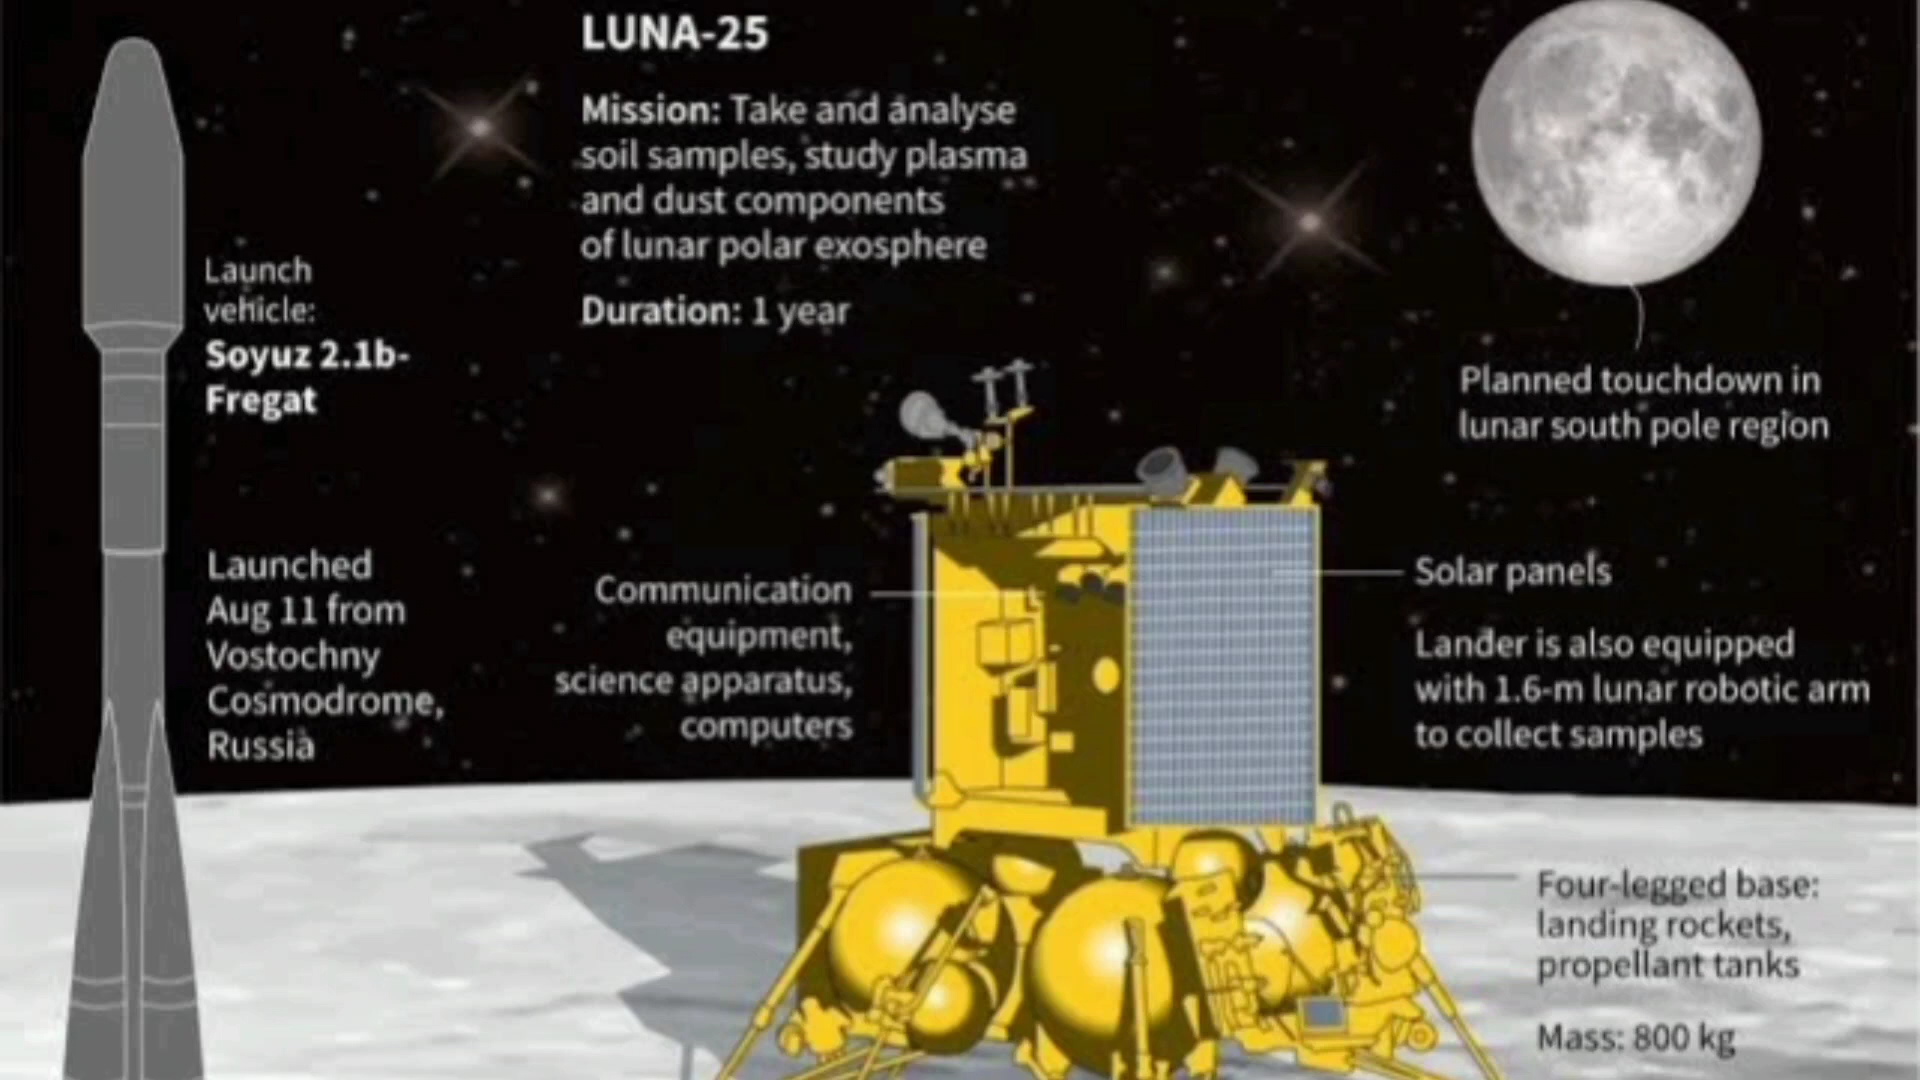 LUNA-25
Mission: Take and analyse
soil samples, study plasma
and dust components
of lunar polar exosphere
Duration: 1 year
Launch
vehicle:
Soyuz 2.1b-
Fregat
Launched
Aug 11 from
Vostochny
Cosmodrome,
Russia
Communication
equipment,
science apparatus,
computers
Planned touchdown in
lunar south pole region
Solar panels
Lander is also equipped
with 1.6-m lunar robotic arm
to collect samples
Four-legged base:
landing rockets,
propellant tanks
Mass: 800 kg